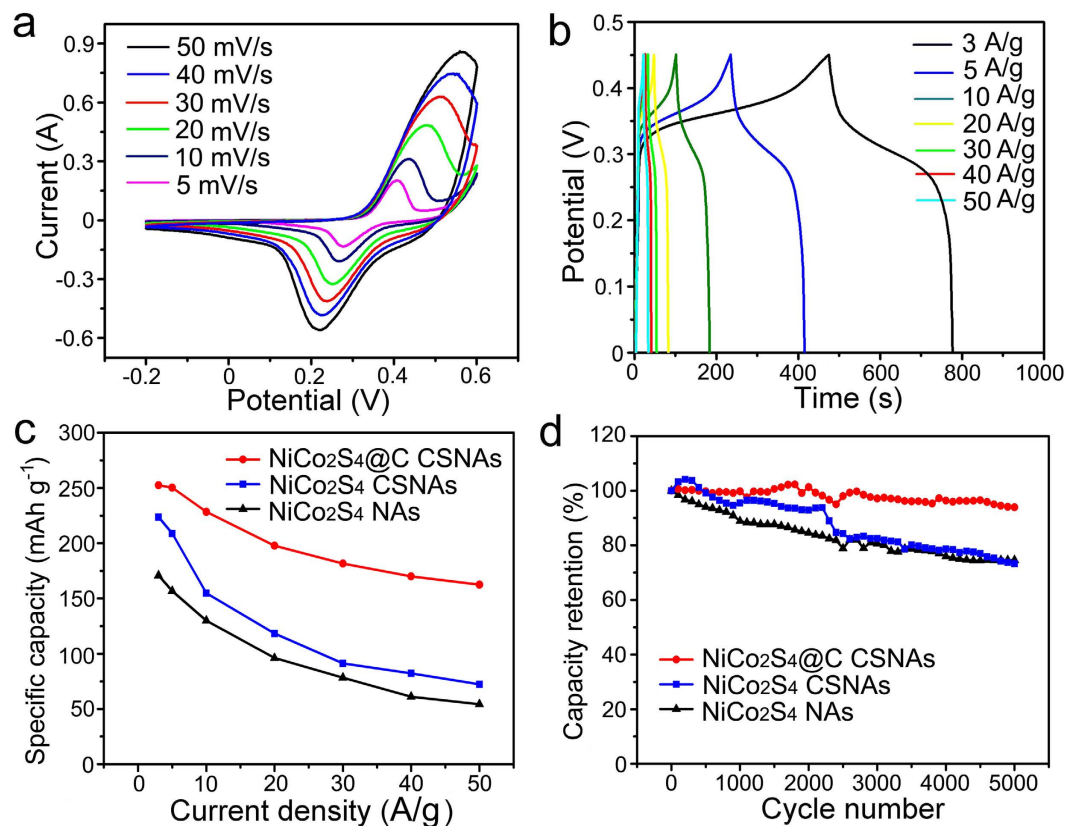 a
50 mV/s
40 mV/s
30 mV/s
20 mV/s
10 mV/s
5 mV/s
0.9
0.6
0.3
0
-0.3
-0.6
Current (A)
-0.2
0
0.2
0.4
0.6
Potential (V)
b
3 A/g
5 A/g
10 A/g
20 A/g
30 A/g
40 A/g
50 A/g
0.4
0.3
0.2
0.1
0
Potential (V)
0
200
400
600
800
1000
Time (s)
c
NiCo2S4@C CSNAs
NiCo2S4 CSNAs
NiCo2S4 NAs
300
250
200
150
100
50
0
Specific capacity (mAh g-1)
0
10
20
30
40
50
Current density (A/g)
d
120
100
80
60
40
20
0
Capacity retention (%)
NiCo2S4@C CSNAs
NiCo2S4 CSNAs
NiCo2S4 NAs
0
1000
2000
3000
4000
5000
Cycle number